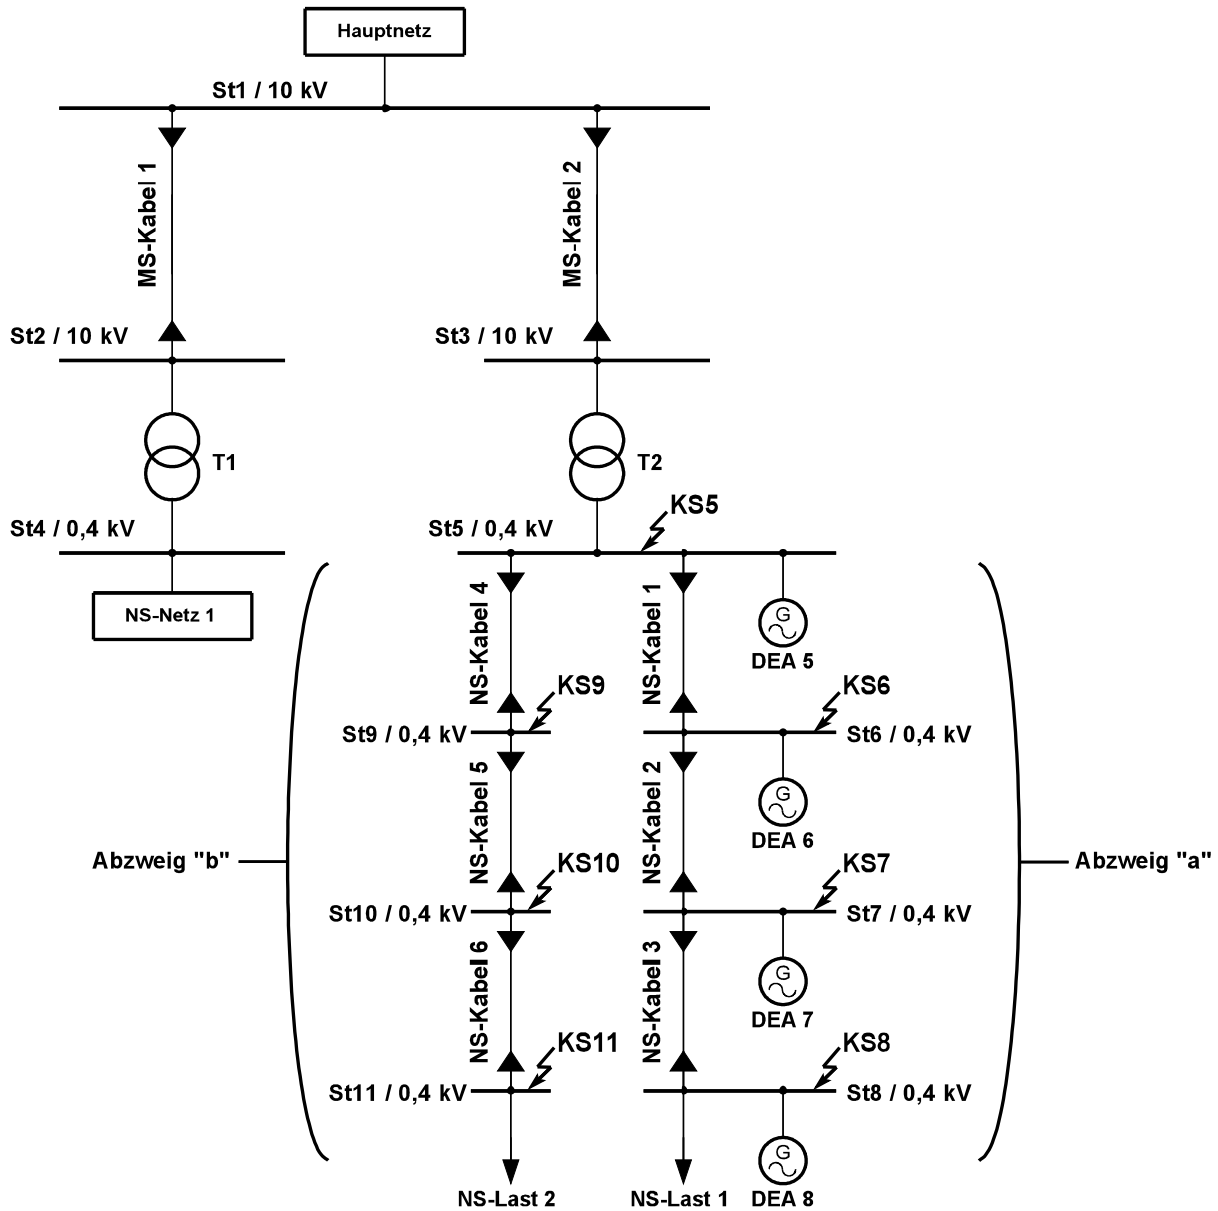 Hauptnetz
St1 / 10 kV
MS-Kabel 1
MS-Kabel 2
St2 / 10 kV
St3 / 10 kV
T1
T2
KS5
St4 / 0,4 kV
St5 / 0,4 kV
NS-Netz 1
NS-Kabel 4
NS-Kabel 1
G
DEA 5
KS9
KS6
St9 / 0,4 kV
St6 / 0,4 kV
NS-Kabel 5
NS-Kabel 2
G
DEA 6
Abzweig "b"
KS10
KS7
Abzweig "a"
St10 / 0,4 kV
St7 / 0,4 kV
NS-Kabel 6
NS-Kabel 3
G
DEA 7
KS11
KS8
St11 / 0,4 kV
St8 / 0,4 kV
G
NS-Last 2
NS-Last 1
DEA 8